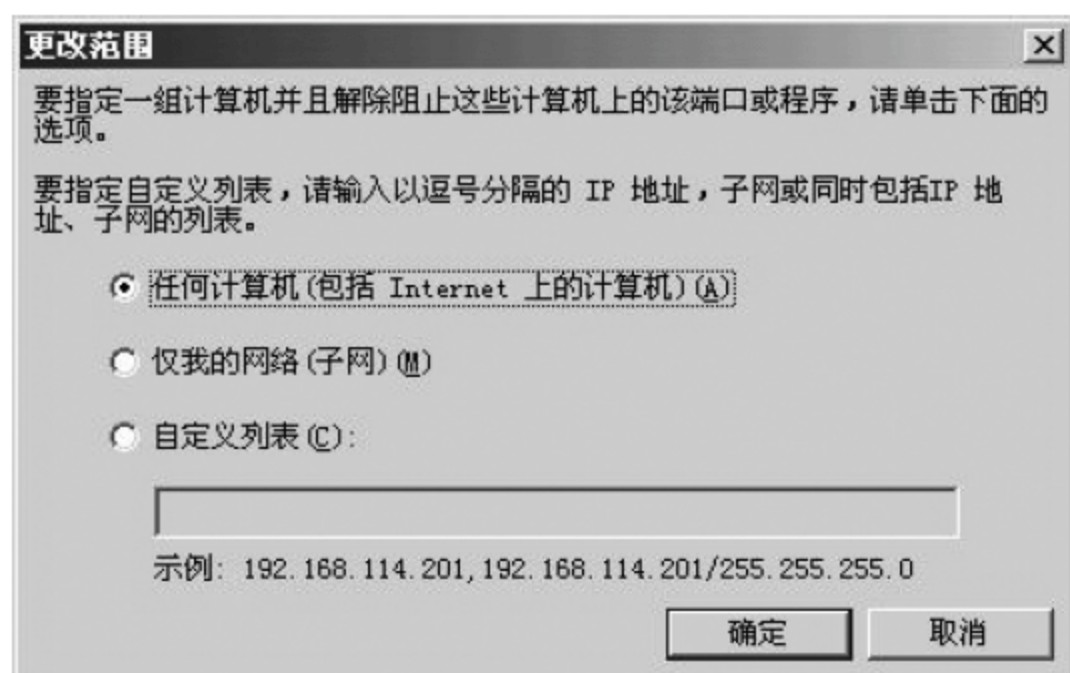 更改范围
要指定一组计算机并且解除阻止这些计算机上的该端口或程序，请单击下面的
选项。
要指定自定义列表，请输入以逗号分隔的 IP 地址，子网或同时包括IP 地
址、子网的列表。
任何计算机(包括 Internet 上的计算机)(A)
仅我的网络(子网)(M)
自定义列表(C):
示例: 192.168.114.201,192.168.114.201/255.255.255.0
确定 取消